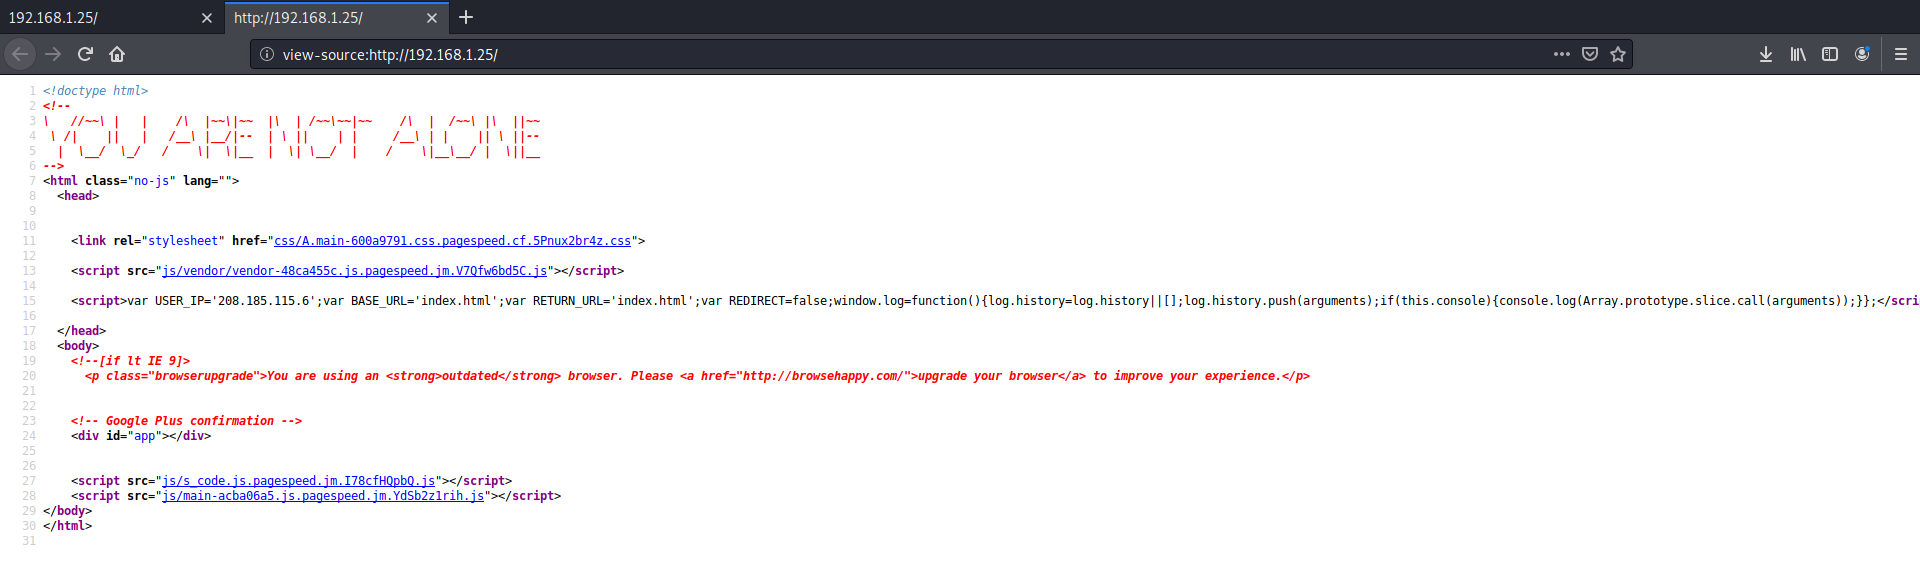 192.168.1.25/
http://192.168.1.25/
view-source:http://192.168.1.25/
1 <!doctype html>
2 <!--
3 \   //~~\ |   |    /\  |~~\|~~  |\  | /~~\~~|~~    /\  |  /~~\ |\  ||~~
4  \ /|    ||   |   /__\ |__/|--  | \ ||    | |     /__\ | |    || \ ||--
5   |  \__/  \_/   /    \|  \|__  |  \| \__/  |    /    \|__\__/ |  \||__
6 -->
7 <html class="no-js" lang="">
8   <head>
9
10
11     <link rel="stylesheet" href="css/A.main-600a9791.css.pagespeed.cf.5Pnux2br4z.css">
12
13     <script src="js/vendor/vendor-48ca455c.js.pagespeed.jm.V7Qfw6bd5C.js"></script>
14
15     <script>var USER_IP='208.185.115.6';var BASE_URL='index.html';var RETURN_URL='index.html';var REDIRECT=false;window.log=function(){log.history=log.history||[];log.history.push(arguments);if(this.console){console.log(Array.prototype.slice.call(arguments));}};</scri
16
17   </head>
18   <body>
19     <!--[if lt IE 9]>
20       <p class="browserupgrade">You are using an <strong>outdated</strong> browser. Please <a href="http://browsehappy.com/">upgrade your browser</a> to improve your experience.</p>
21
22
23     <!-- Google Plus confirmation -->
24     <div id="app"></div>
25
26
27     <script src="js/s_code.js.pagespeed.jm.I78cfHQpbQ.js"></script>
28     <script src="js/main-acba06a5.js.pagespeed.jm.YdSb2z1rih.js"></script>
29 </body>
30 </html>
31